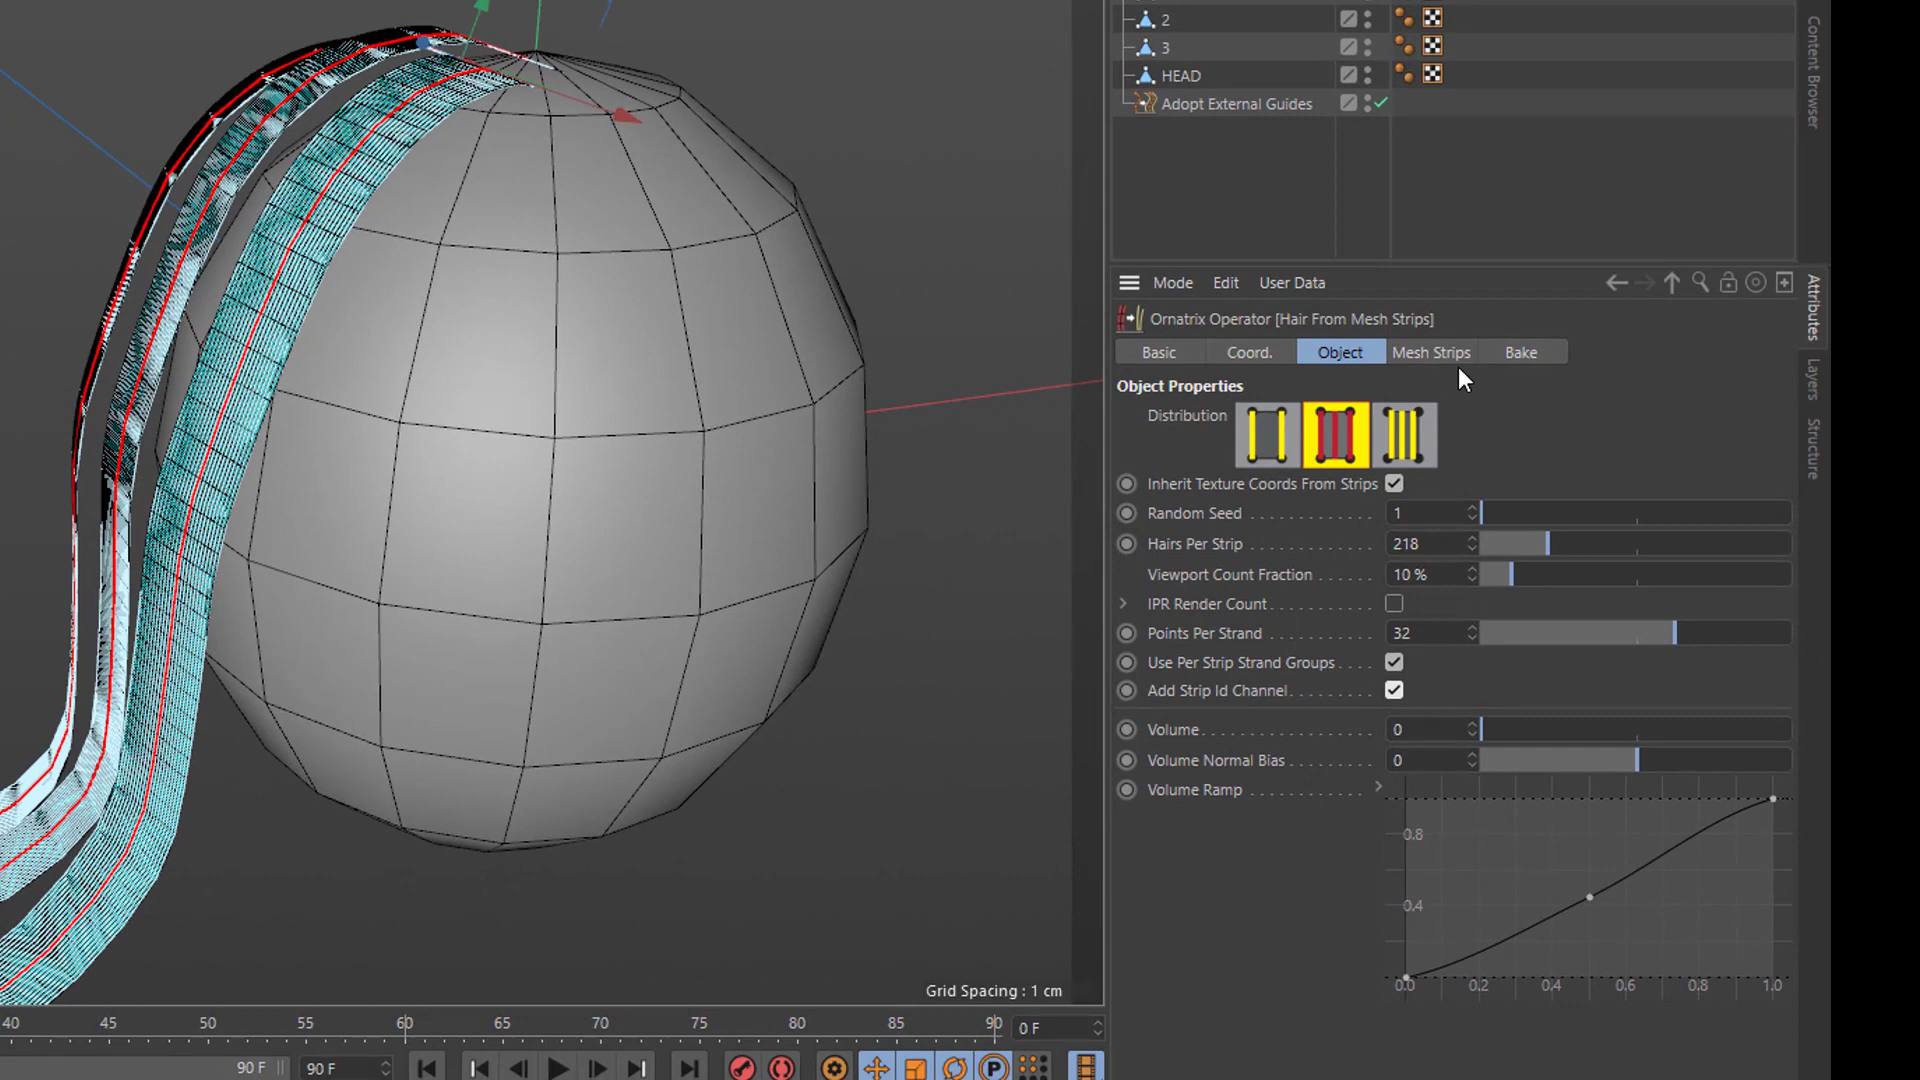 2
3
HEAD
Adopt External Guides
Content Browser
Mode Edit User Data
Ornatrix Operator [Hair From Mesh Strips]
Basic Coord. Object Mesh Strips Bake
Object Properties
Distribution
Inherit Texture Coords From Strips
Random Seed 1
Hairs Per Strip 218
Viewport Count Fraction 10 %
IPR Render Count
Points Per Strand 32
Use Per Strip Strand Groups
Add Strip Id Channel
Volume 0
Volume Normal Bias 0
Volume Ramp
0.8
0.4
0.0 0.2 0.4 0.6 0.8 1.0
Attributes
Layers
Structure
Grid Spacing : 1 cm
40 45 50 55 60 65 70 75 80 85 90 0 F
90 F 90 F
P